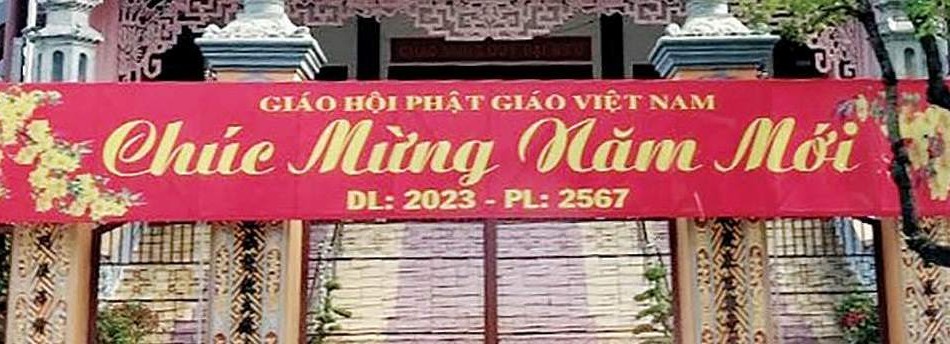 GIÁO HỘI PHẬT GIÁO VIỆT NAM
Chúc Mừng Năm Mới
DL: 2023 - PL: 2567